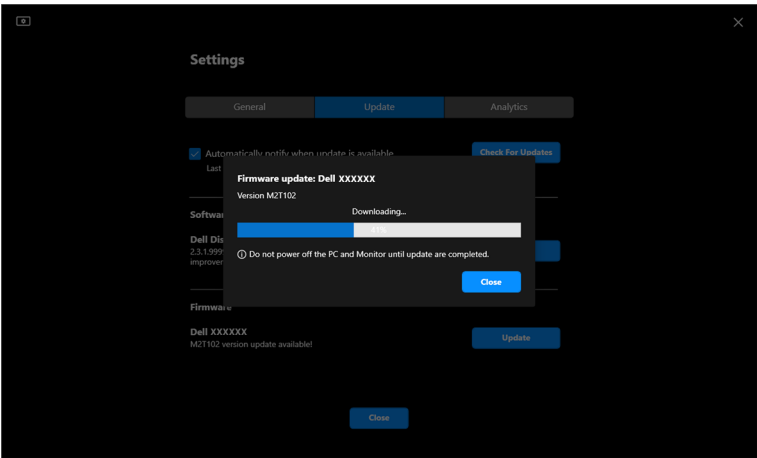 Settings
General
Update
Analytics
Automatically notify when update is available
Check For Updates
Last
Firmware update: Dell XXXXXX
Version M2T102
Downloading...
41%
Do not power off the PC and Monitor until update are completed.
Close
Softwa
Dell Dis
2.3.1.999
improver
Firmware
Dell XXXXXX
M2T102 version update available!
Update
Close